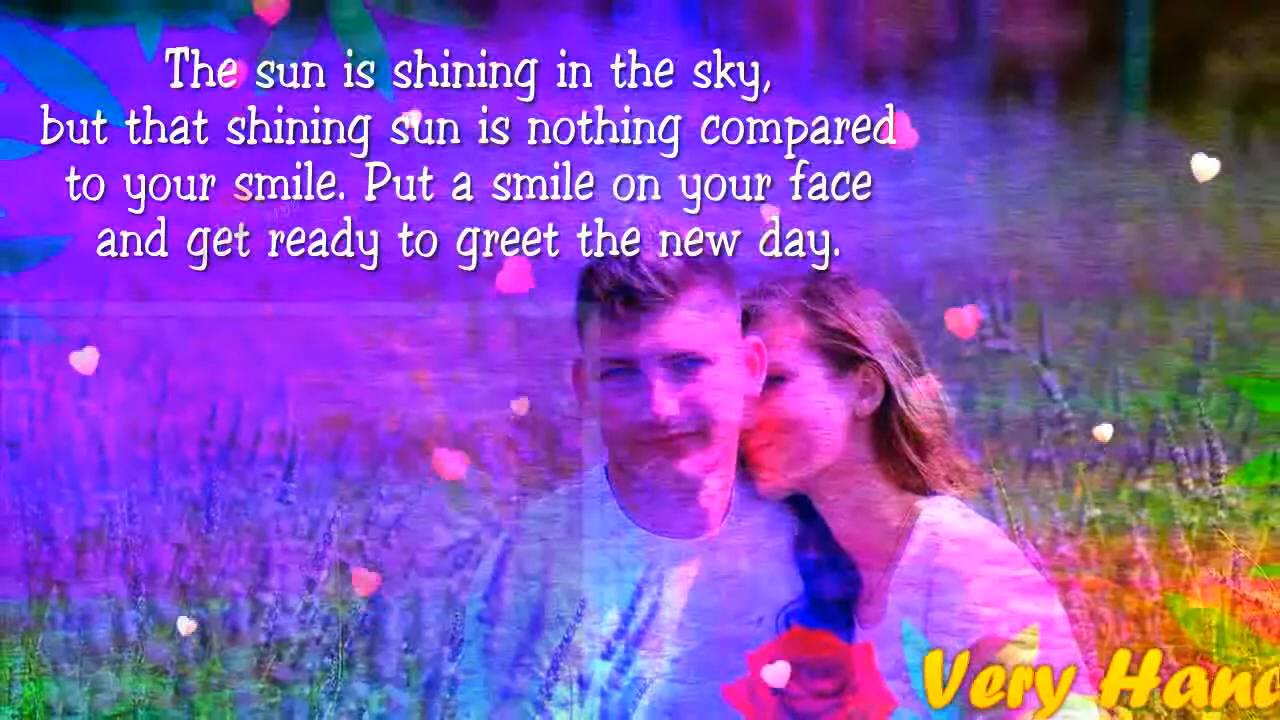 The sun is shining in the sky,
but that shining sun is nothing compared
to your smile. Put a smile on your face
and get ready to greet the new day.
Very Hand